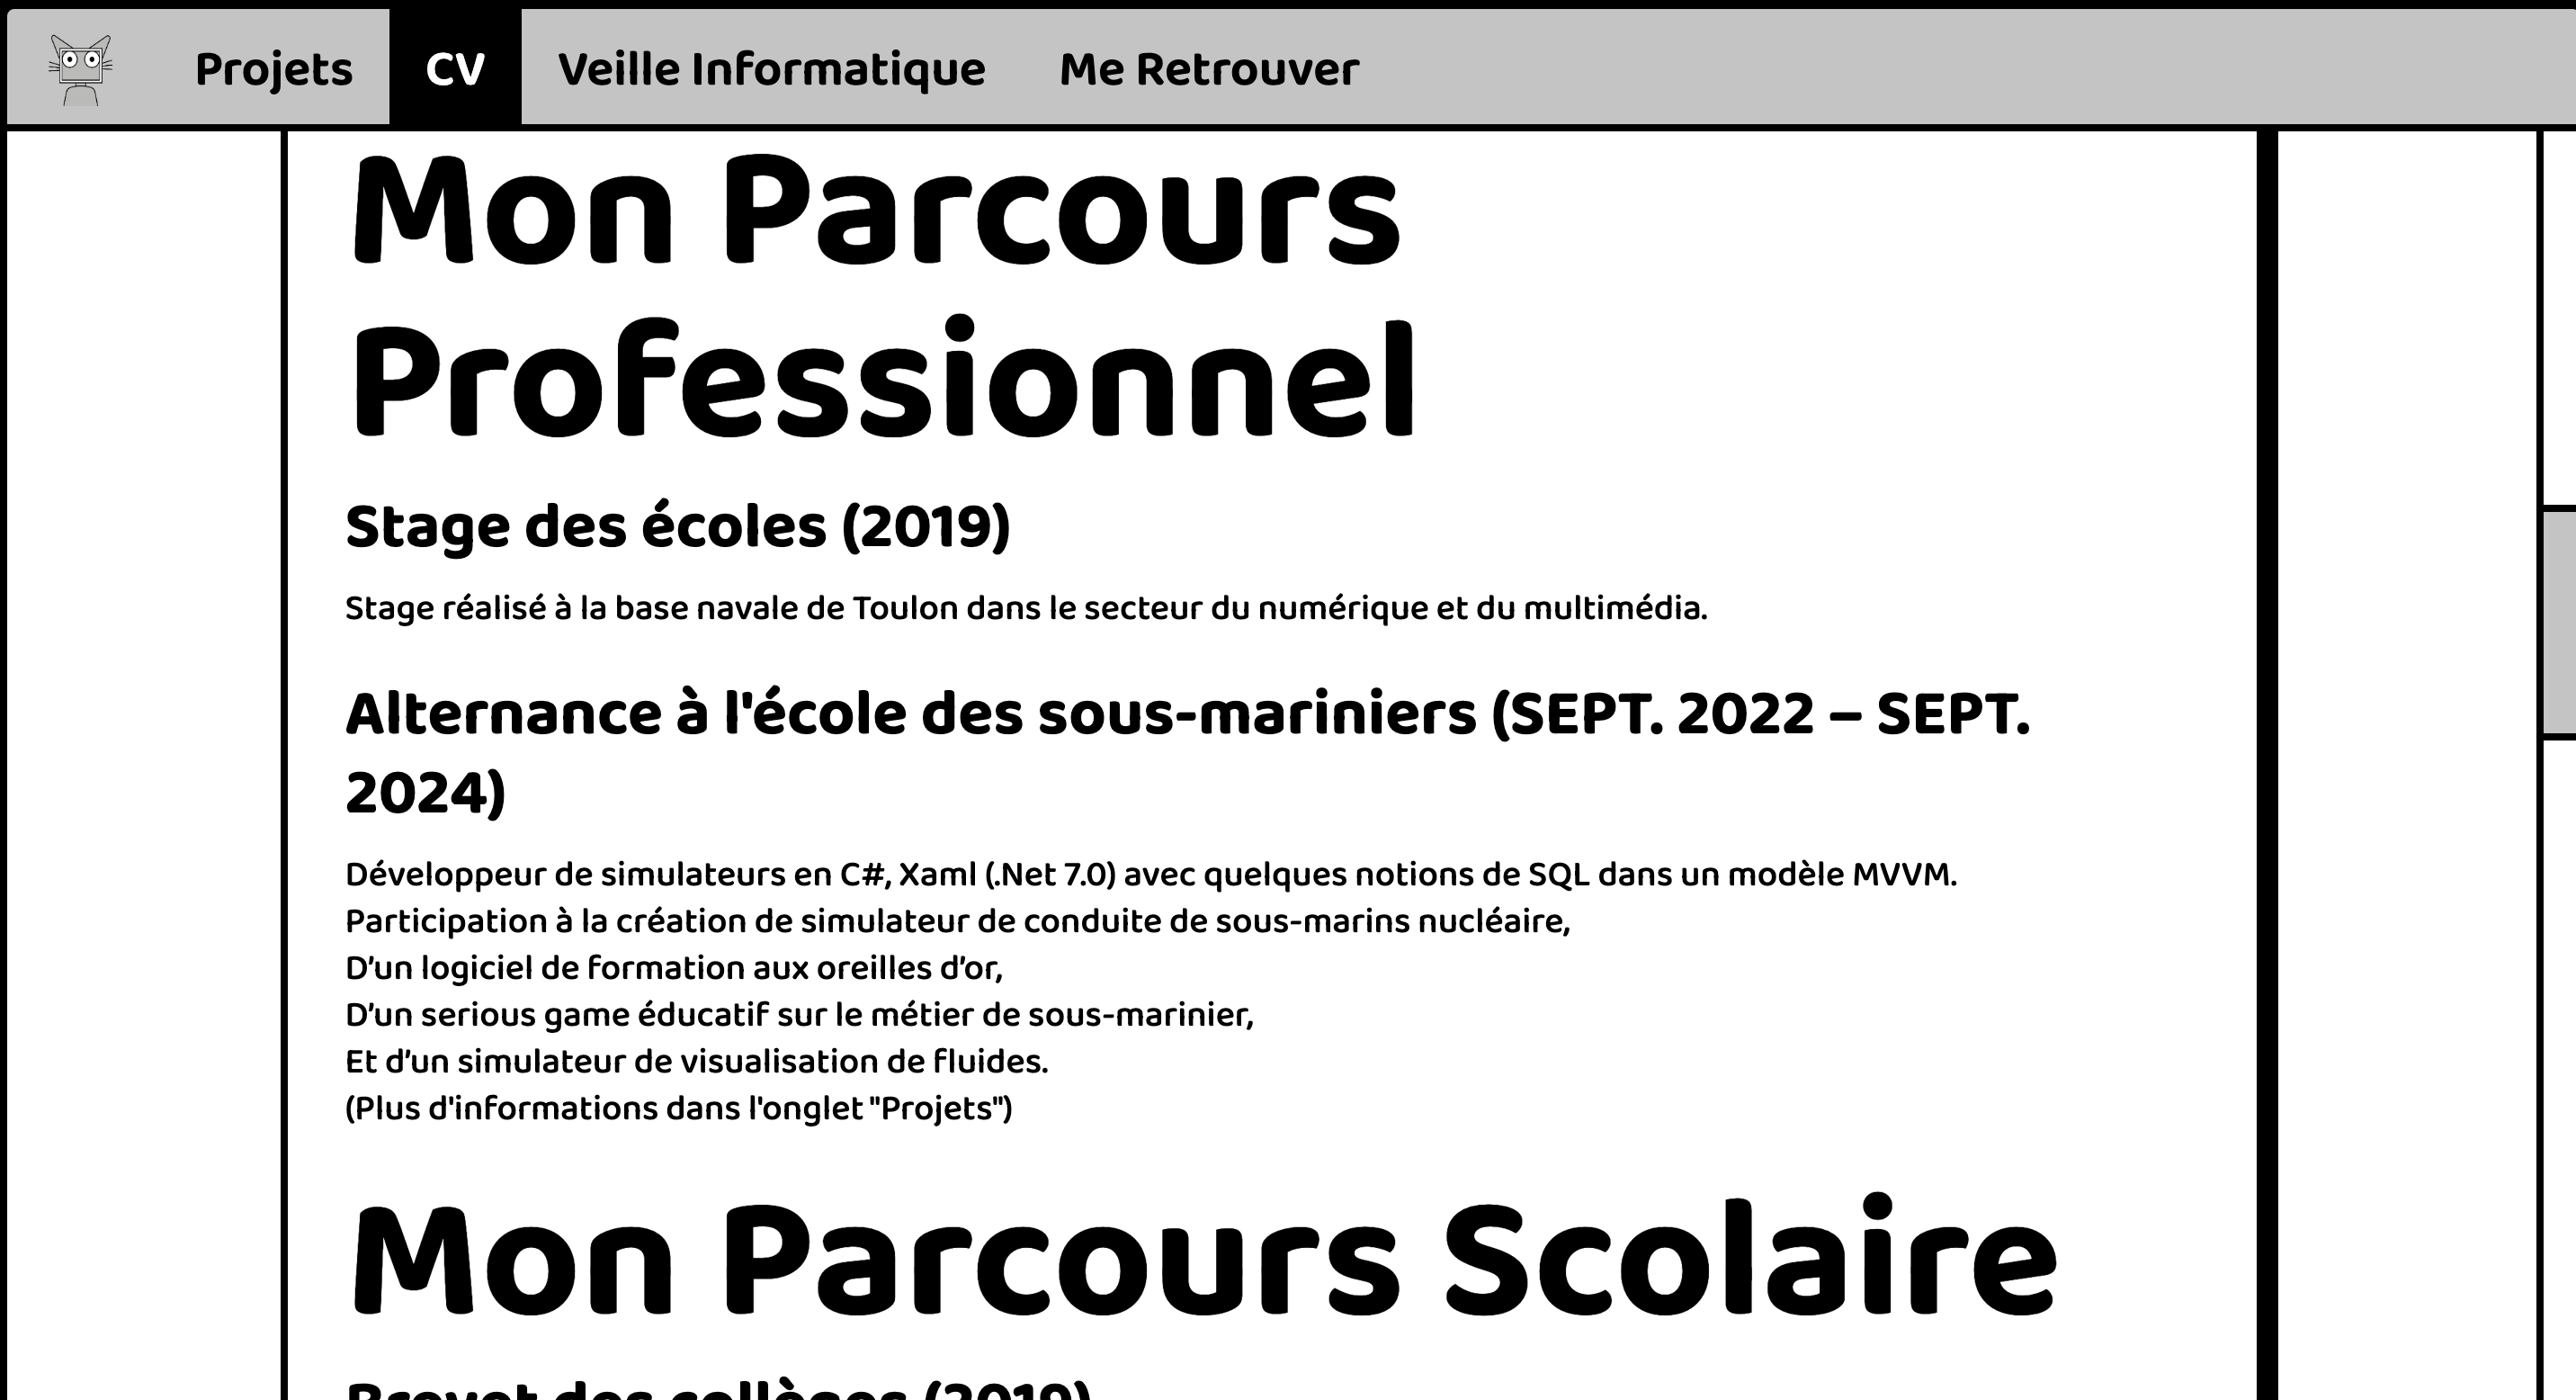 Projets CV Veille Informatique Me Retrouver
Mon Parcours
Professionnel
Stage des écoles (2019)
Stage réalisé à la base navale de Toulon dans le secteur du numérique et du multimédia.
Alternance à l'école des sous-mariniers (SEPT. 2022 – SEPT.
2024)
Développeur de simulateurs en C#, Xaml (.Net 7.0) avec quelques notions de SQL dans un modèle MVVM.
Participation à la création de simulateur de conduite de sous-marins nucléaire,
D’un logiciel de formation aux oreilles d’or,
D’un serious game éducatif sur le métier de sous-marinier,
Et d’un simulateur de visualisation de fluides.
(Plus d'informations dans l'onglet "Projets")
Mon Parcours Scolaire
Brevet des collèges (2019)